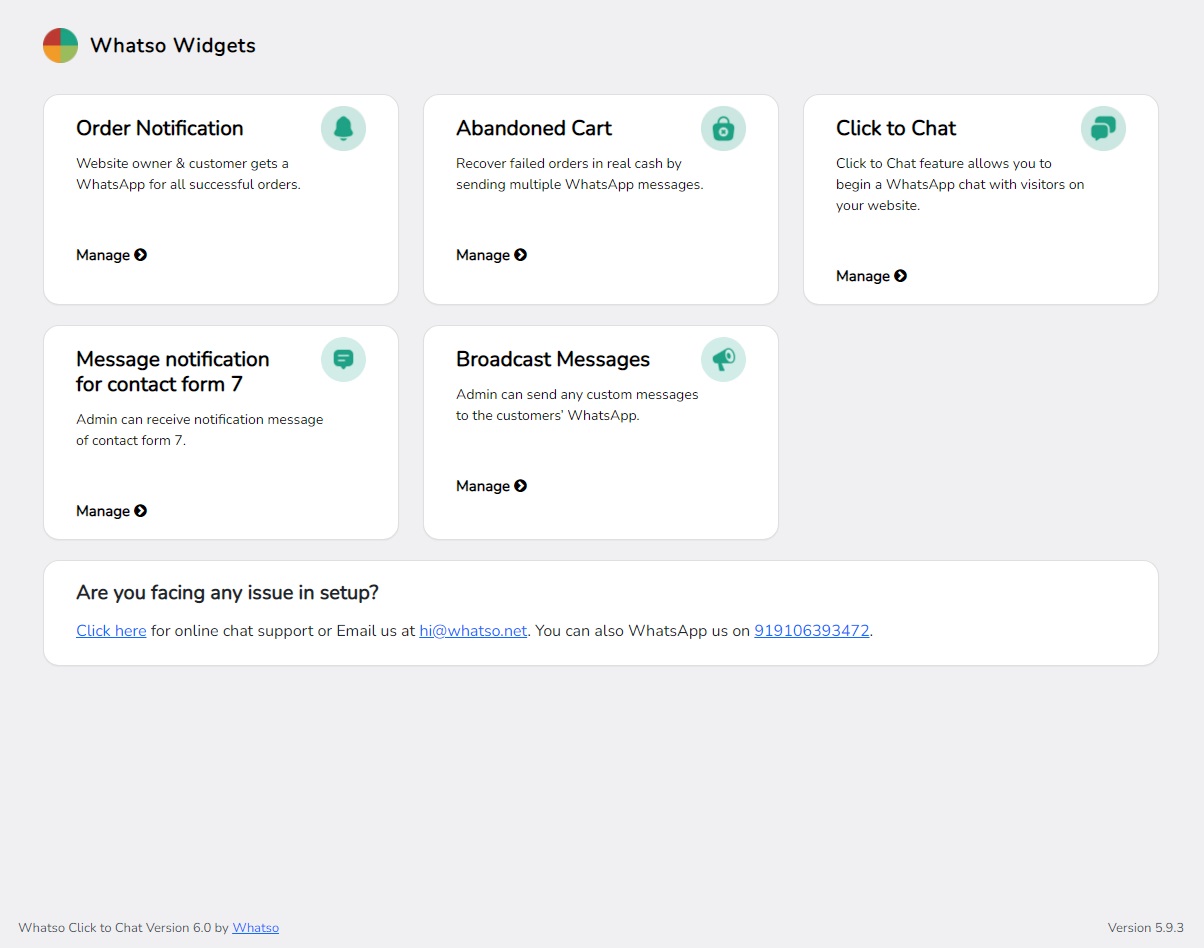 Whatso Widgets
Order Notification
Website owner & customer gets a
WhatsApp for all successful orders.
Manage
Abandoned Cart
Recover failed orders in real cash by
sending multiple WhatsApp messages.
Manage
Click to Chat
Click to Chat feature allows you to
begin a WhatsApp chat with visitors on
your website.
Manage
Message notification
for contact form 7
Admin can receive notification message
of contact form 7.
Manage
Broadcast Messages
Admin can send any custom messages
to the customers’ WhatsApp.
Manage
Are you facing any issue in setup?
Click here for online chat support or Email us at hi@whatso.net. You can also WhatsApp us on 919106393472.
Whatso Click to Chat Version 6.0 by Whatso
Version 5.9.3